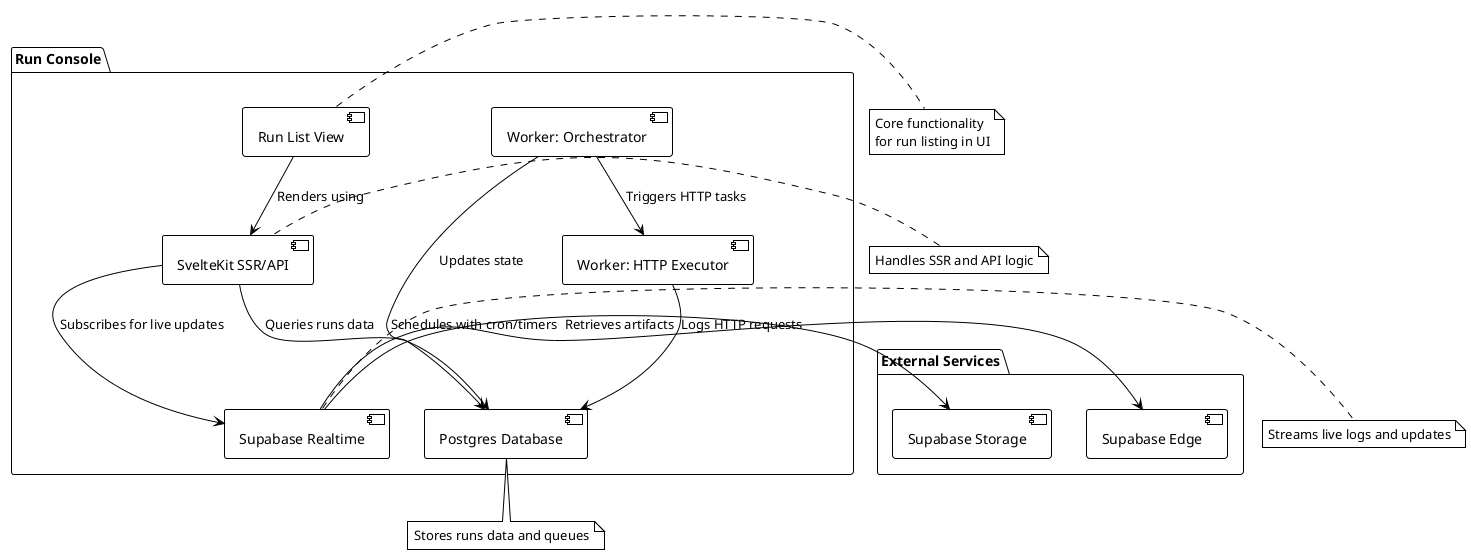 Run Console
Run List View
Worker: Orchestrator
Core functionality
for run listing in UI
Renders using
Triggers HTTP tasks
SvelteKit SSR/API
Worker: HTTP Executor
Updates state
Handles SSR and API logic
Subscribes for live updates
Queries runs data
Schedules with cron/timers
Retrieves artifacts
Logs HTTP requests
External Services
Supabase Realtime
Postgres Database
Supabase Storage
Supabase Edge
Streams live logs and updates
Stores runs data and queues